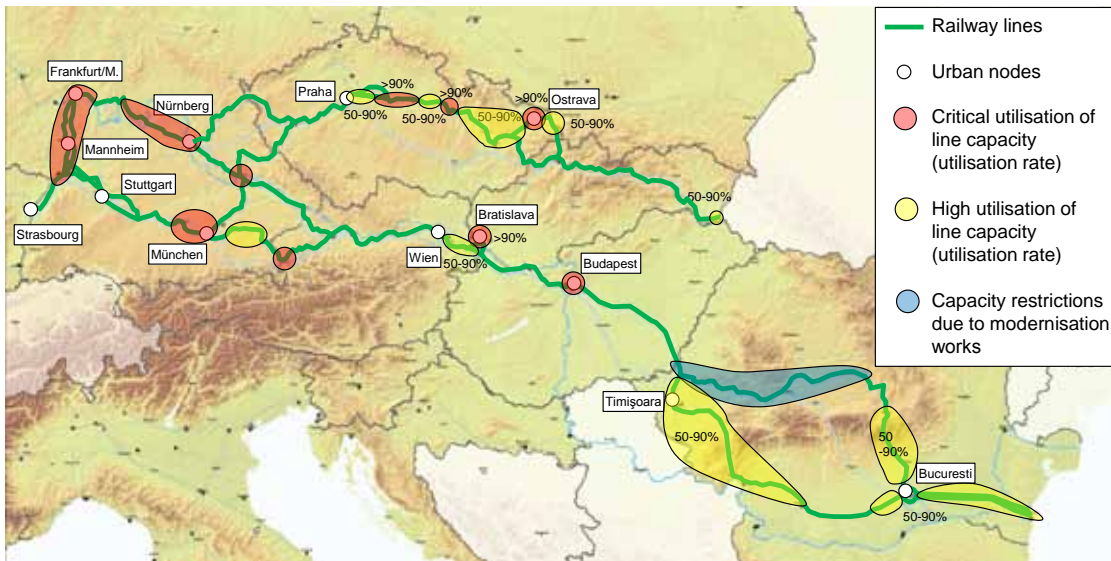 Frankfurt/M.
Nürnberg
Mannheim
Stuttgart
Strasbourg
München
Praha
>90%
50-90%
>90%
50-90%
50-90%
>90%
Ostrava
50-90%
50-90%
Bratislava
>90%
Wien
50-90%
Budapest
Timişoara
50-90%
50
-90%
Bucuresti
50-90%
Railway lines
Urban nodes
Critical utilisation of
line capacity
(utilisation rate)
High utilisation of
line capacity
(utilisation rate)
Capacity restrictions
due to modernisation
works